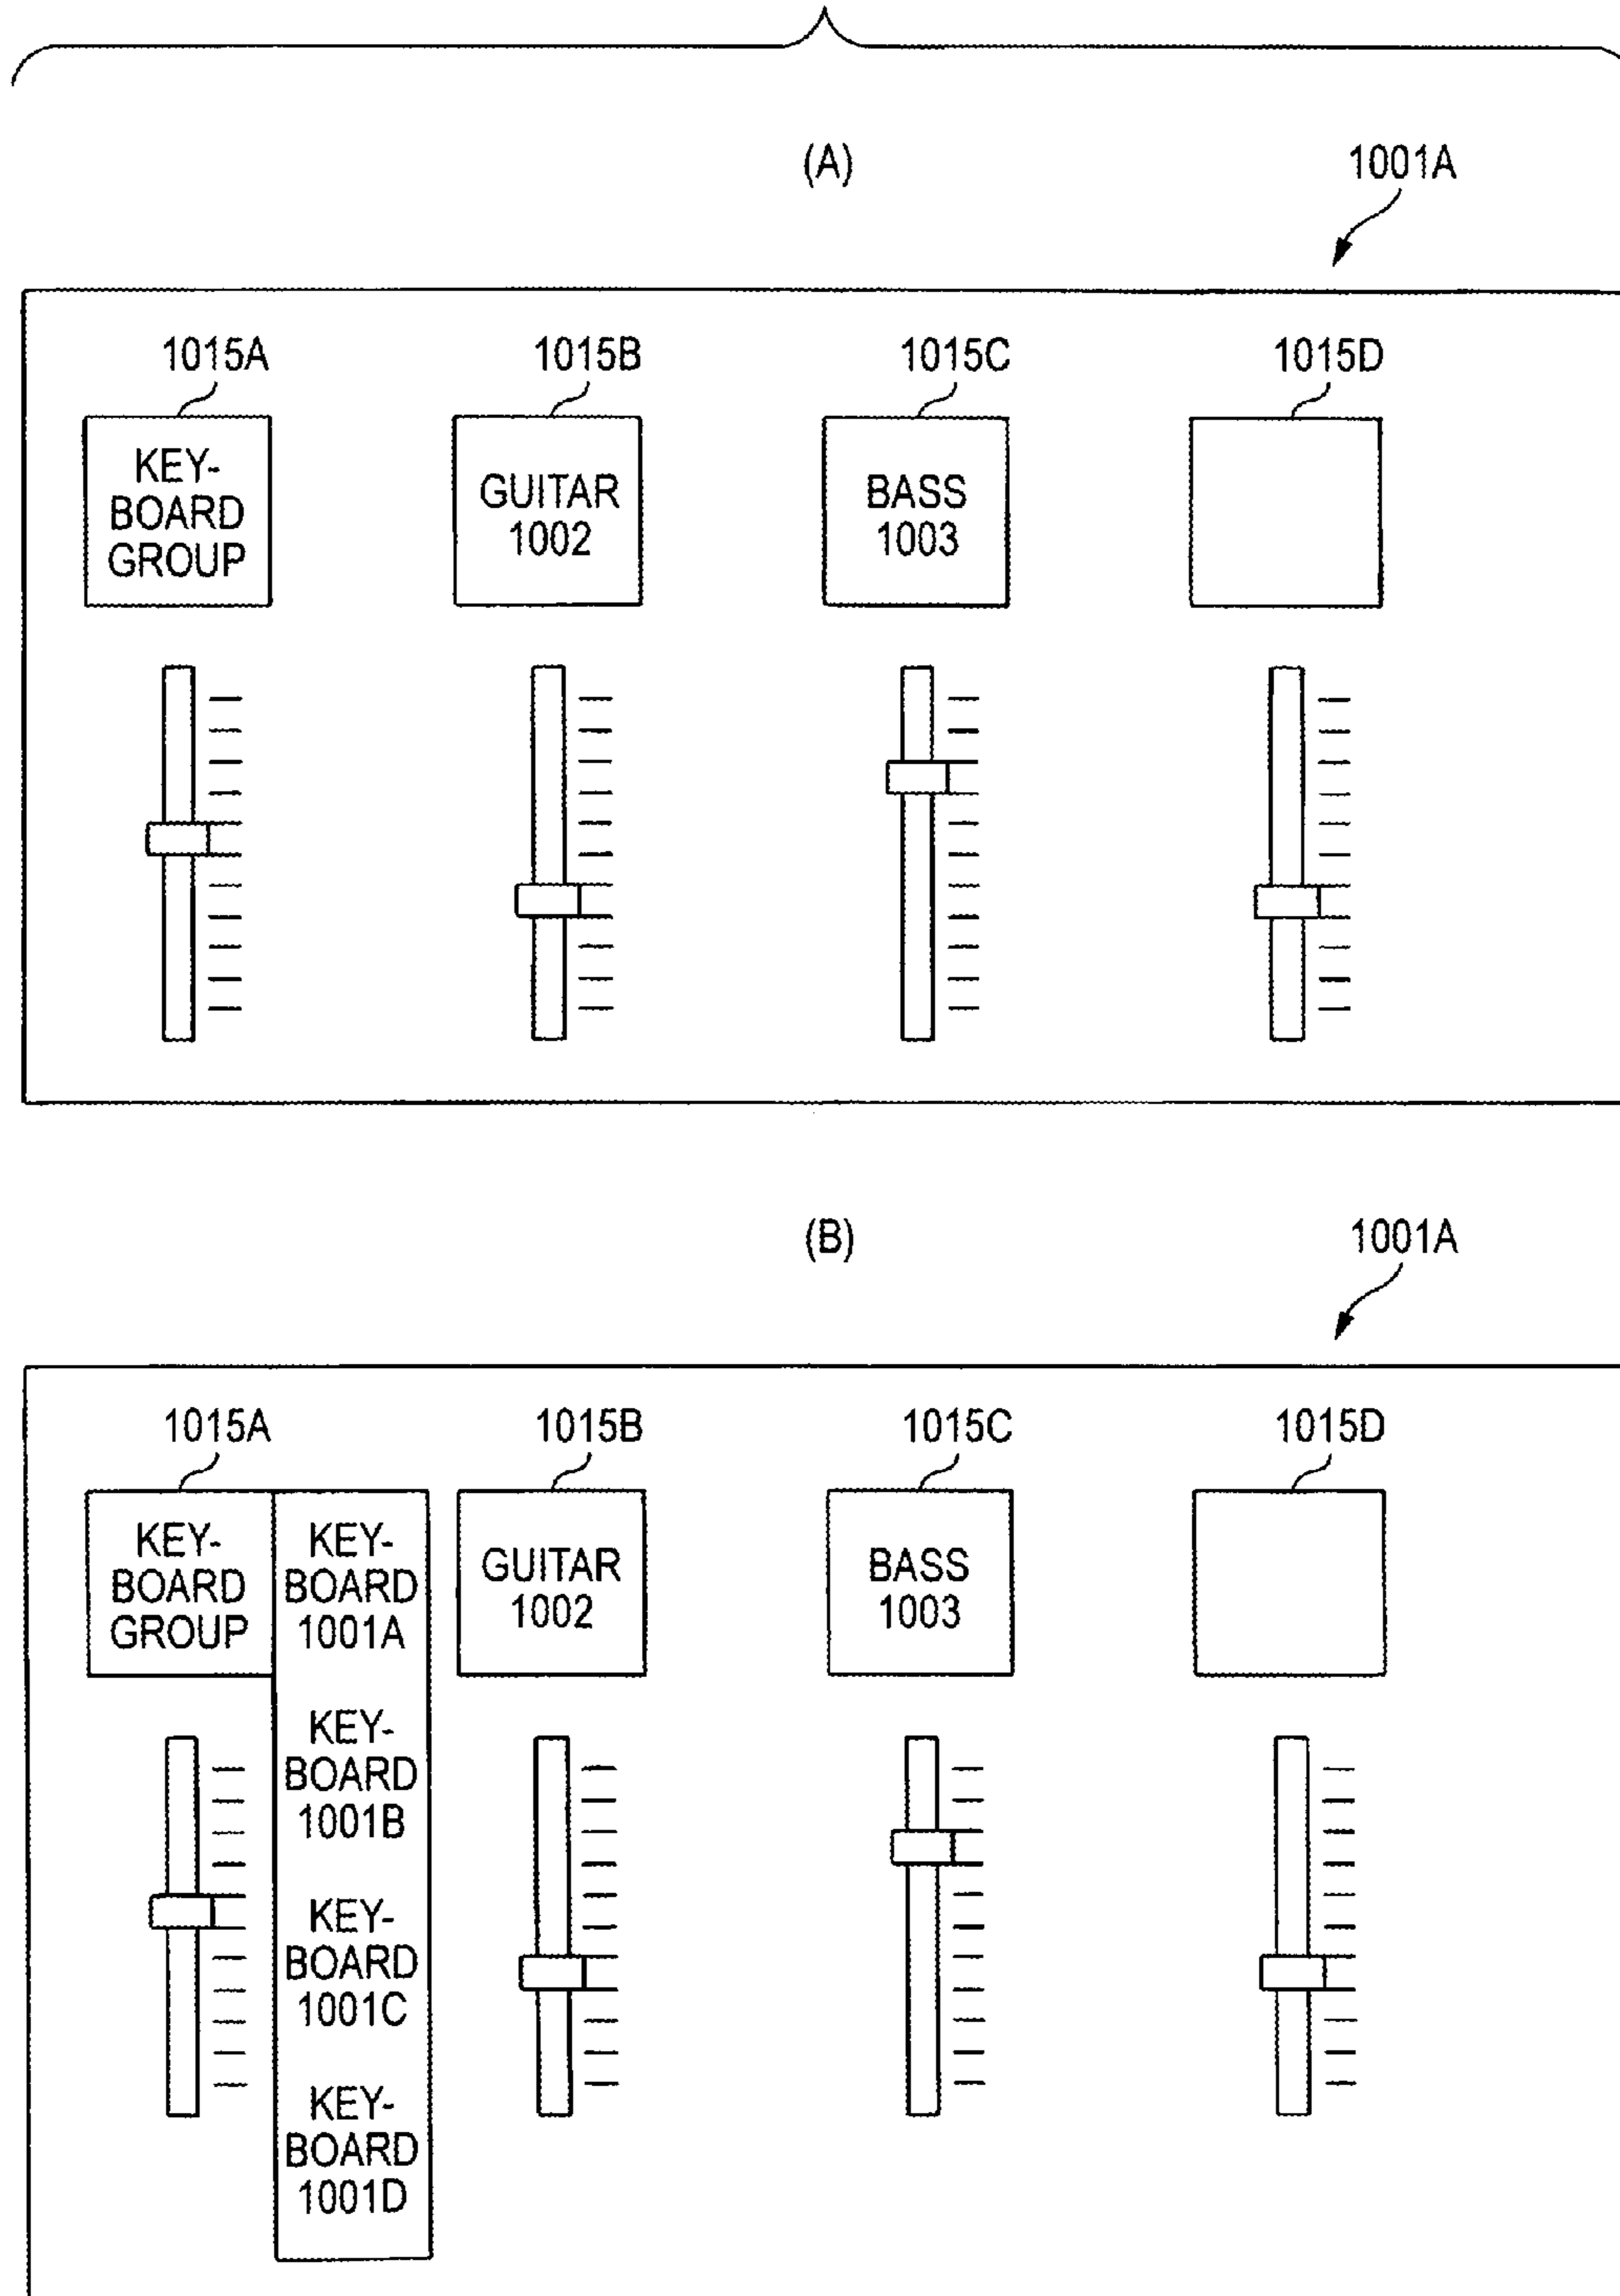 (A)
1001A
1015A 1015B 1015C 1015D
KEY-
BOARD
GROUP
GUITAR
1002
BASS
1003
(B)
1001A
1015A 1015B 1015C 1015D
KEY-
BOARD
GROUP
KEY-
BOARD
1001A
KEY-
BOARD
1001B
KEY-
BOARD
1001C
KEY-
BOARD
1001D
GUITAR
1002
BASS
1003